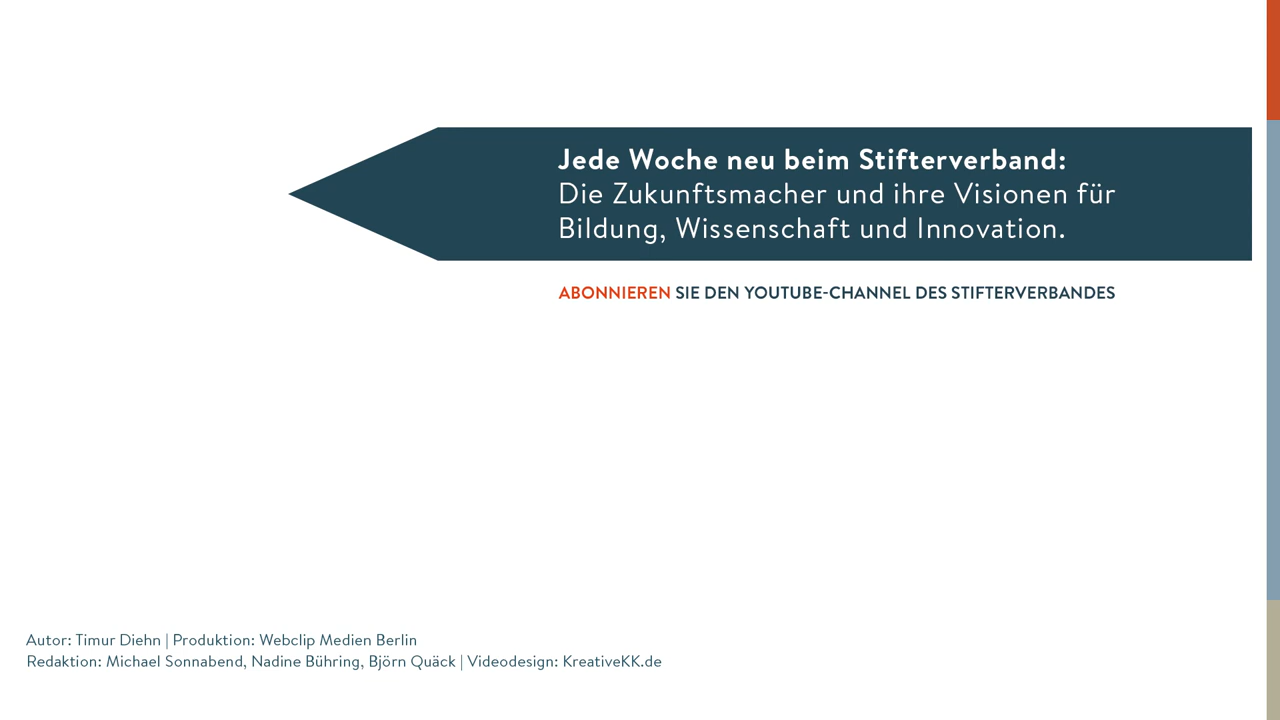 Jede Woche neu beim Stifterverband:
Die Zukunftsmacher und ihre Visionen für
Bildung, Wissenschaft und Innovation.
ABONNIEREN SIE DEN YOUTUBE-CHANNEL DES STIFTERVERBANDES
Autor: Timur Diehn | Produktion: Webclip Medien Berlin
Redaktion: Michael Sonnabend, Nadine Bühring, Björn Quäck | Videodesign: KreativeKK.de